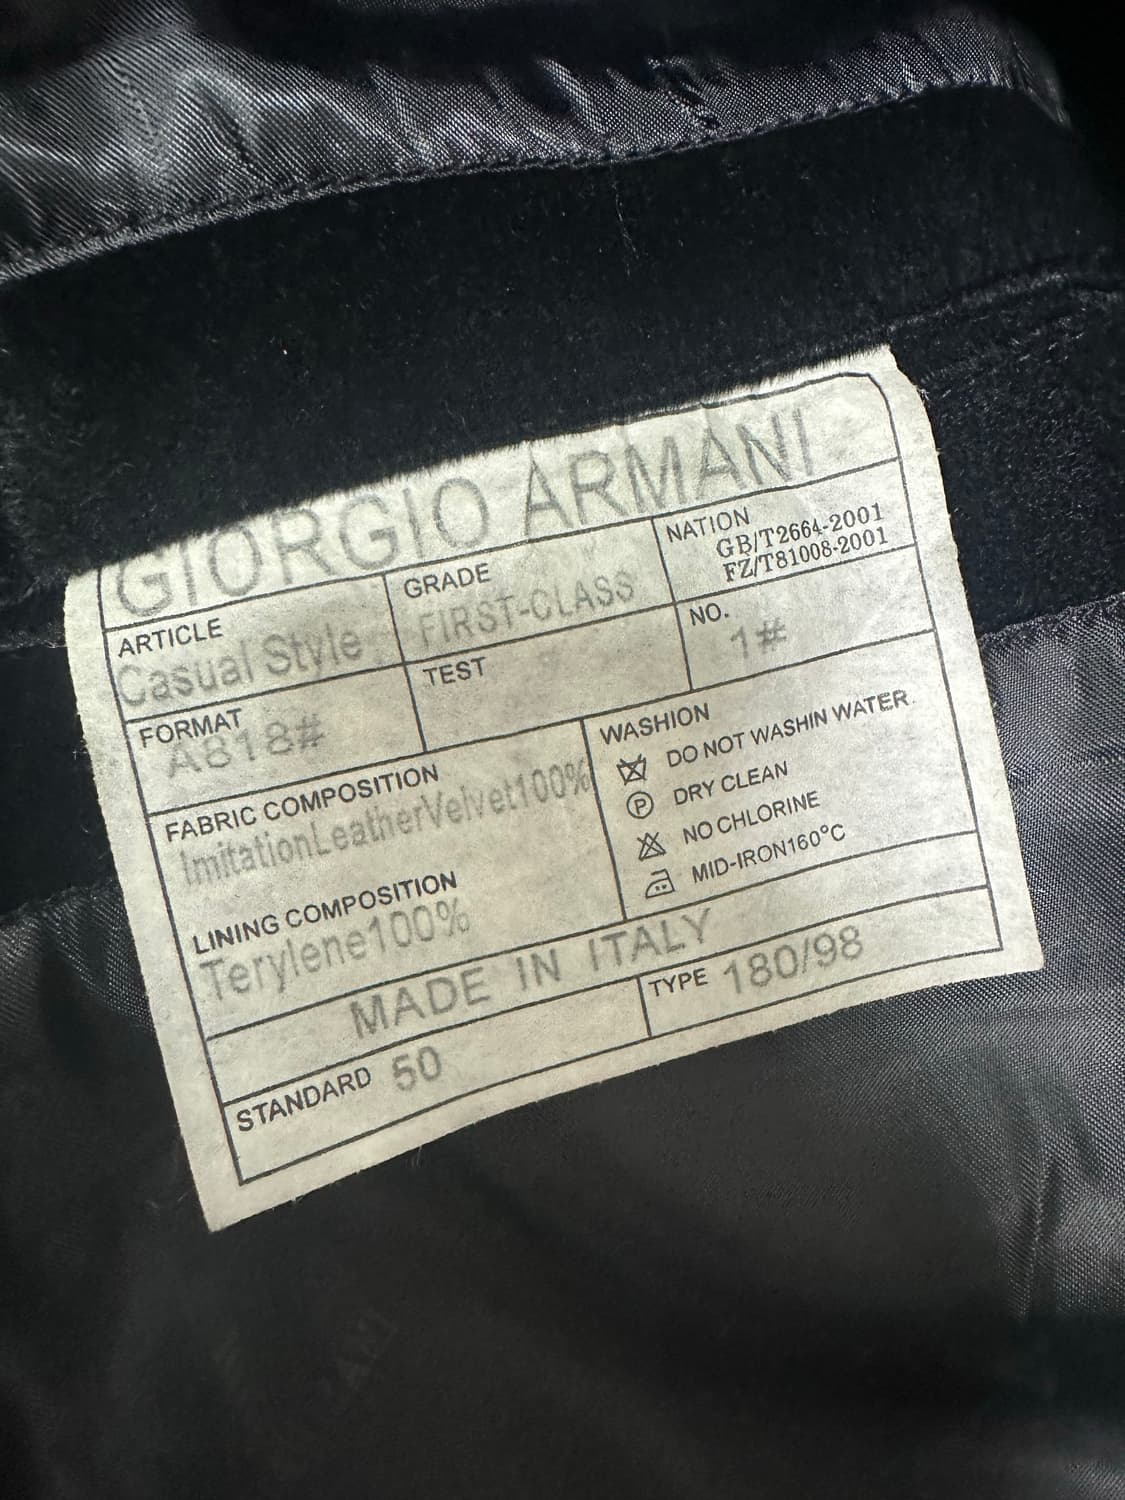 GIORGIO ARMANI
ARTICLE
Casual Style
GRADE
FIRST-CLASS
NATION
GB/T2664-2001
FZ/T81008-2001
FORMAT
A818#
TEST
NO.
1#
FABRIC COMPOSITION
ImitationLeatherVelvet100%
LINING COMPOSITION
Terylene100%
WASHION
DO NOT WASHIN WATER.
P
DRY CLEAN
NO CHLORINE
MID-IRON160°C
MADE IN ITALY
STANDARD 50
TYPE 180/98